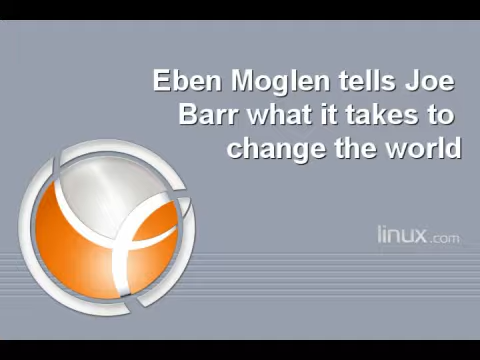 Eben Moglen tells Joe
Barr what it takes to
change the world
linux.com